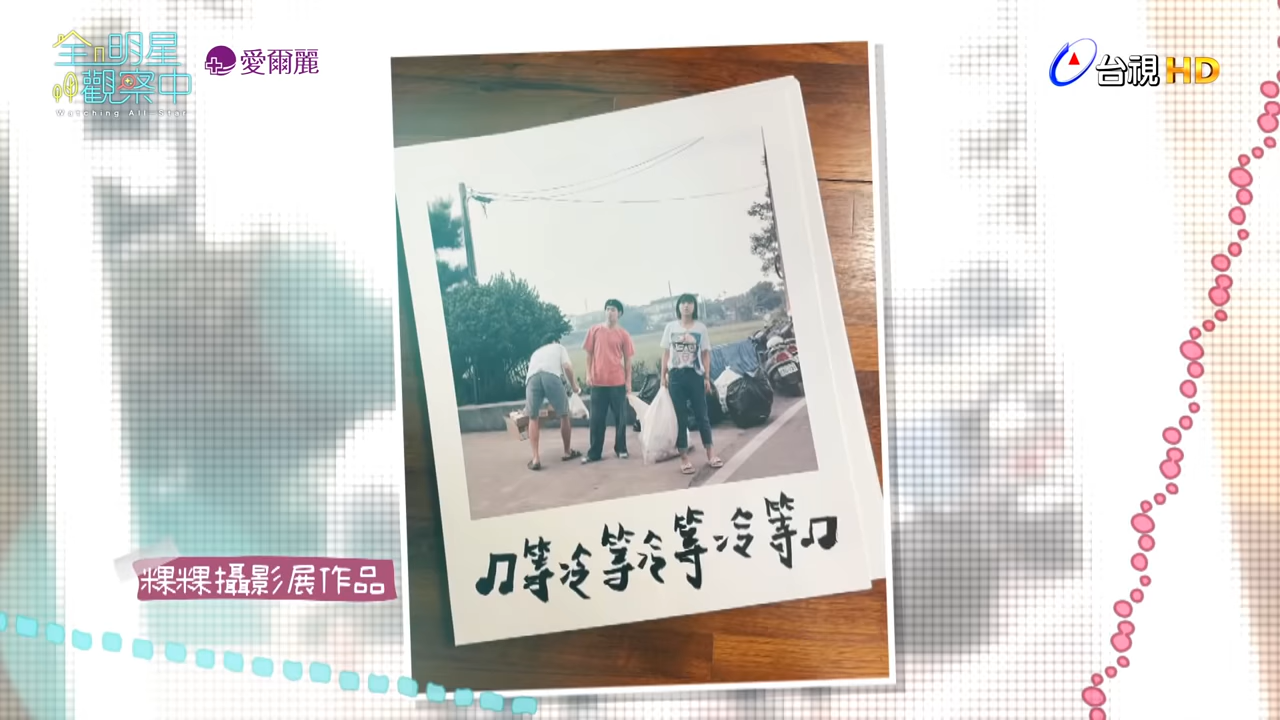 全明星
觀察中
Watching All-Star
愛爾麗
台視HD
♫等冷等冷等冷等♫
粿粿攝影展作品